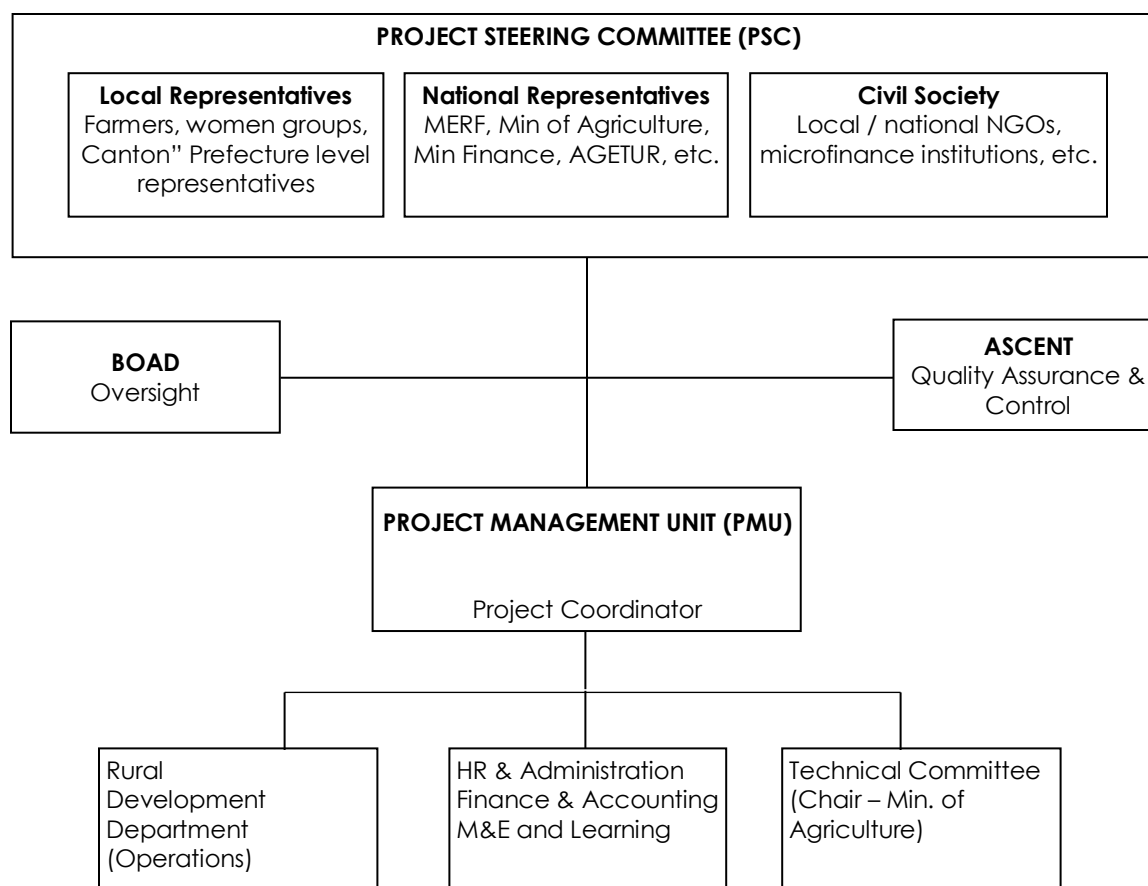 PROJECT STEERING COMMITTEE (PSC)
Local Representatives
Farmers, women groups,
Canton” Prefecture level
representatives
National Representatives
MERF, Min of Agriculture,
Min Finance, AGETUR, etc.
Civil Society
Local / national NGOs,
microfinance institutions, etc.
BOAD
Oversight
ASCENT
Quality Assurance &
Control
PROJECT MANAGEMENT UNIT (PMU)
Project Coordinator
Rural
Development
Department
(Operations)
HR & Administration
Finance & Accounting
M&E and Learning
Technical Committee
(Chair – Min. of
Agriculture)